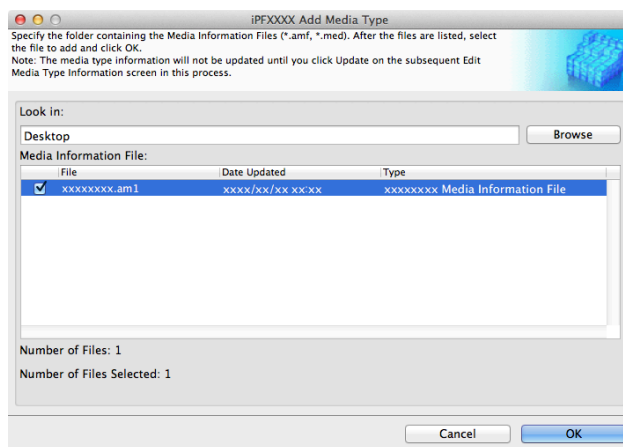 iPFXXXX Add Media Type
Specify the folder containing the Media Information Files (*.amf, *.med). After the files are listed, select
the file to add and click OK.
Note: The media type information will not be updated until you click Update on the subsequent Edit
Media Type Information screen in this process.
Look in:
Desktop
Browse
Media Information File:
File Date Updated Type
xxxxxxxx.am1 xxxx/xx/xx xx:xx xxxxxxxx Media Information File
Number of Files: 1
Number of Files Selected: 1
Cancel OK